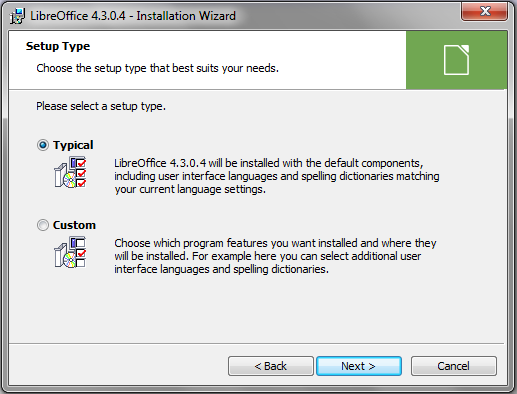 LibreOffice 4.3.0.4 - Installation Wizard
Setup Type
Choose the setup type that best suits your needs.
Please select a setup type.
Typical
LibreOffice 4.3.0.4 will be installed with the default components,
including user interface languages and spelling dictionaries matching
your current language settings.
Custom
Choose which program features you want installed and where they
will be installed. For example here you can select additional user
interface languages and spelling dictionaries.
< Back
Next >
Cancel